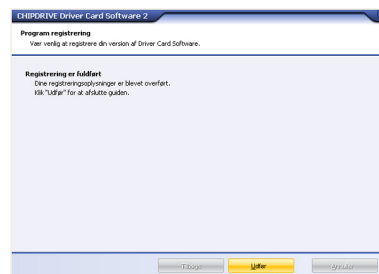 CHIPDRIVE Driver Card Software 2
Program registrering
Vær venlig at registrere din version af Driver Card Software.
Registrering er fuldført
Dine registreringsoplysninger er blevet overført.
Klik "Udfør" for at afslutte guiden.
Tilbage
Udfør
Annuller